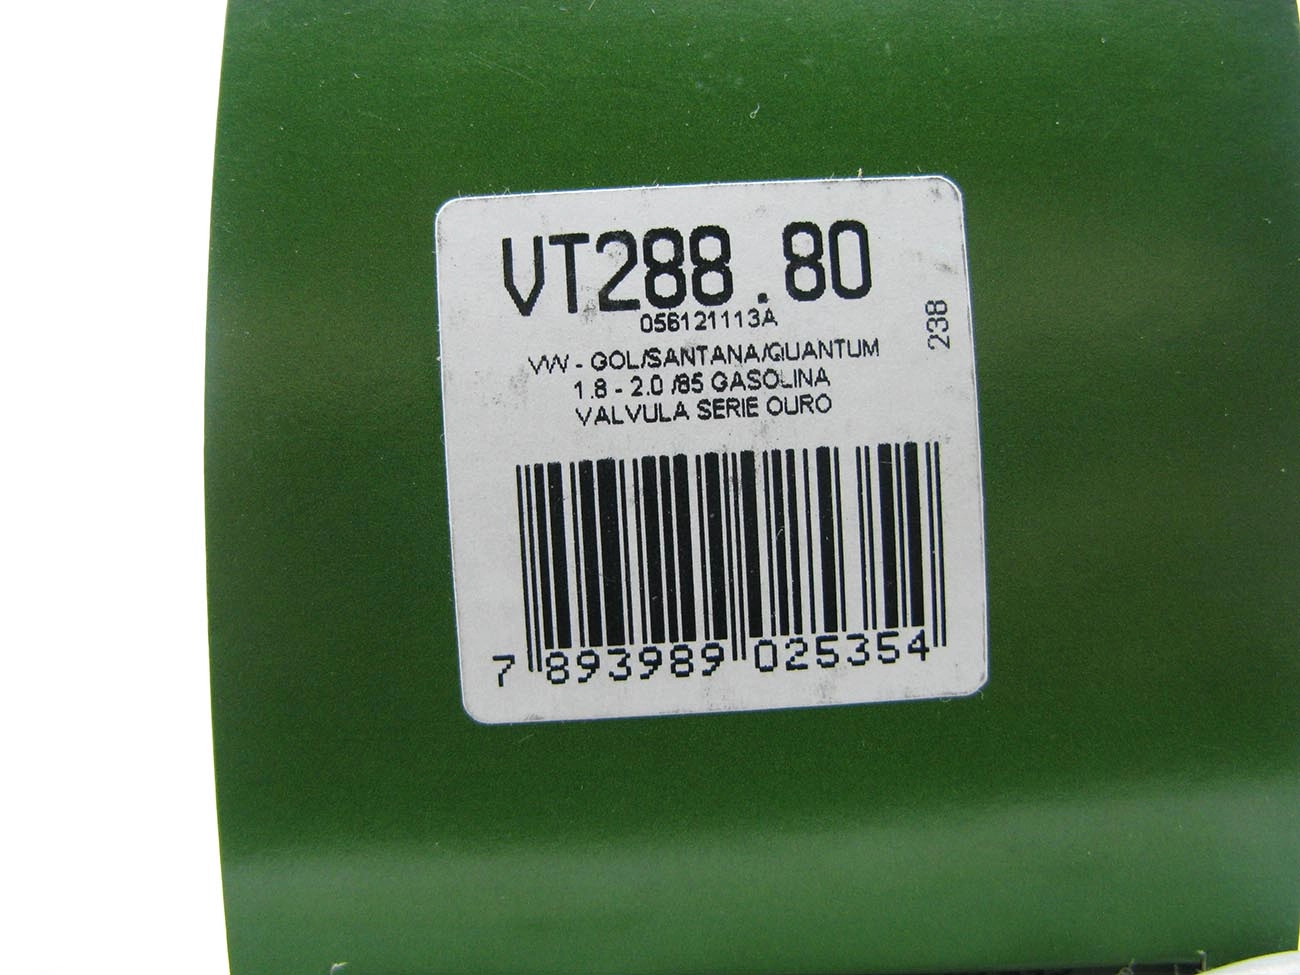 VT288.80
056121113A
VW - GOL/SANTANA/QUANTUM
1.8 - 2.0 /85 GASOLINA
VALVULA SERIE OURO
238
7 893989 025354